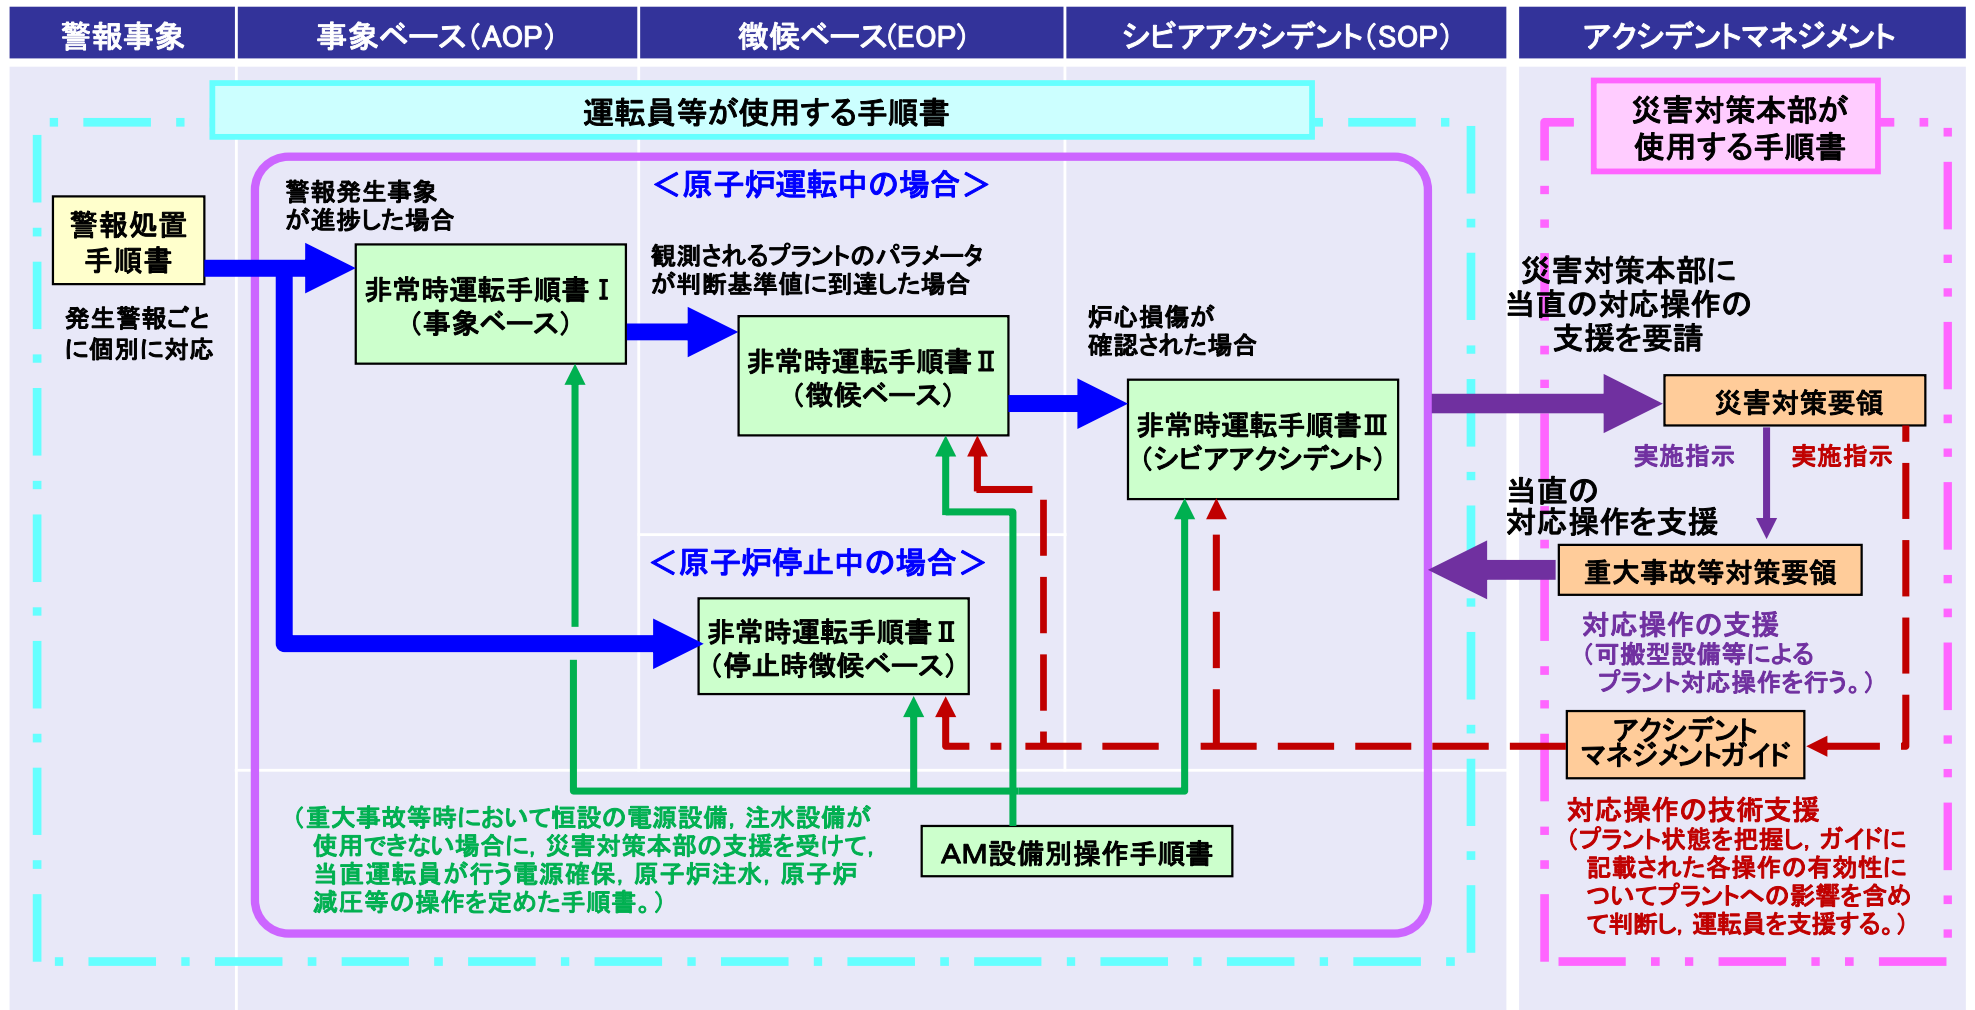 警報事象
事象ベース（AOP）
徴候ベース(EOP)
シビアアクシデント（SOP）
アクシデントマネジメント
運転員等が使用する手順書
災害対策本部が
使用する手順書
＜原子炉運転中の場合＞
警報発生事象
が進捗した場合
警報処置
手順書
発生警報ごと
に個別に対応
非常時運転手順書Ⅰ
（事象ベース）
観測されるプラントのパラメータ
が判断基準値に到達した場合
非常時運転手順書Ⅱ
（徴候ベース）
炉心損傷が
確認された場合
非常時運転手順書Ⅲ
（シビアアクシデント）
災害対策本部に
当直の対応操作の
支援を要請
災害対策要領
実施指示
実施指示
当直の
対応操作を支援
重大事故等対策要領
対応操作の支援
（可搬型設備等による
プラント対応操作を行う。）
＜原子炉停止中の場合＞
非常時運転手順書Ⅱ
（停止時徴候ベース）
アクシデント
マネジメントガイド
対応操作の技術支援
（プラント状態を把握し，ガイドに
記載された各操作の有効性に
ついてプラントへの影響を含め
て判断し，運転員を支援する。）
（重大事故等時において恒設の電源設備，注水設備が
使用できない場合に，災害対策本部の支援を受けて，
当直運転員が行う電源確保，原子炉注水，原子炉
減圧等の操作を定めた手順書。）
ＡＭ設備別操作手順書